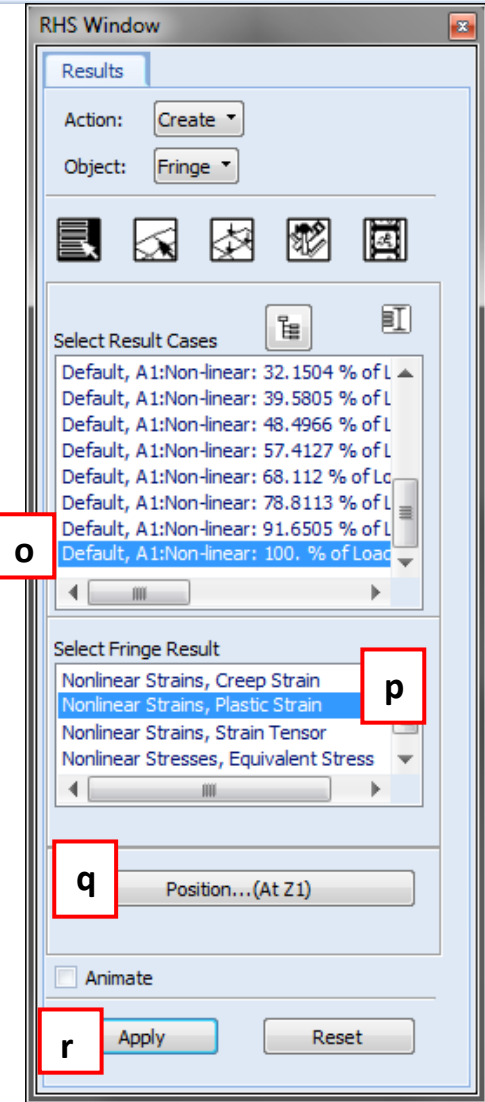 RHS Window
Results
Action: Create
Object: Fringe
Select Result Cases
Default, A1:Non-linear: 32.1504 % of L
Default, A1:Non-linear: 39.5805 % of L
Default, A1:Non-linear: 48.4966 % of L
Default, A1:Non-linear: 57.4127 % of L
Default, A1:Non-linear: 68.112 % of Lo
Default, A1:Non-linear: 78.8113 % of L
Default, A1:Non-linear: 91.6505 % of L
o Default, A1:Non-linear: 100. % of Load
Select Fringe Result
Nonlinear Strains, Creep Strain
Nonlinear Strains, Plastic Strain p
Nonlinear Strains, Strain Tensor
Nonlinear Stresses, Equivalent Stress
q Position...(At Z1)
Animate
r Apply Reset